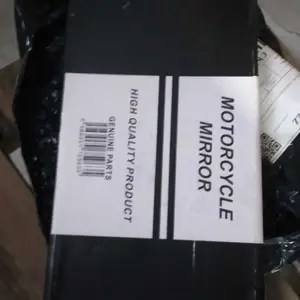 MOTORCYCLE
MIRROR
HIGH QUALITY PRODUCT
GENUINE PARTS